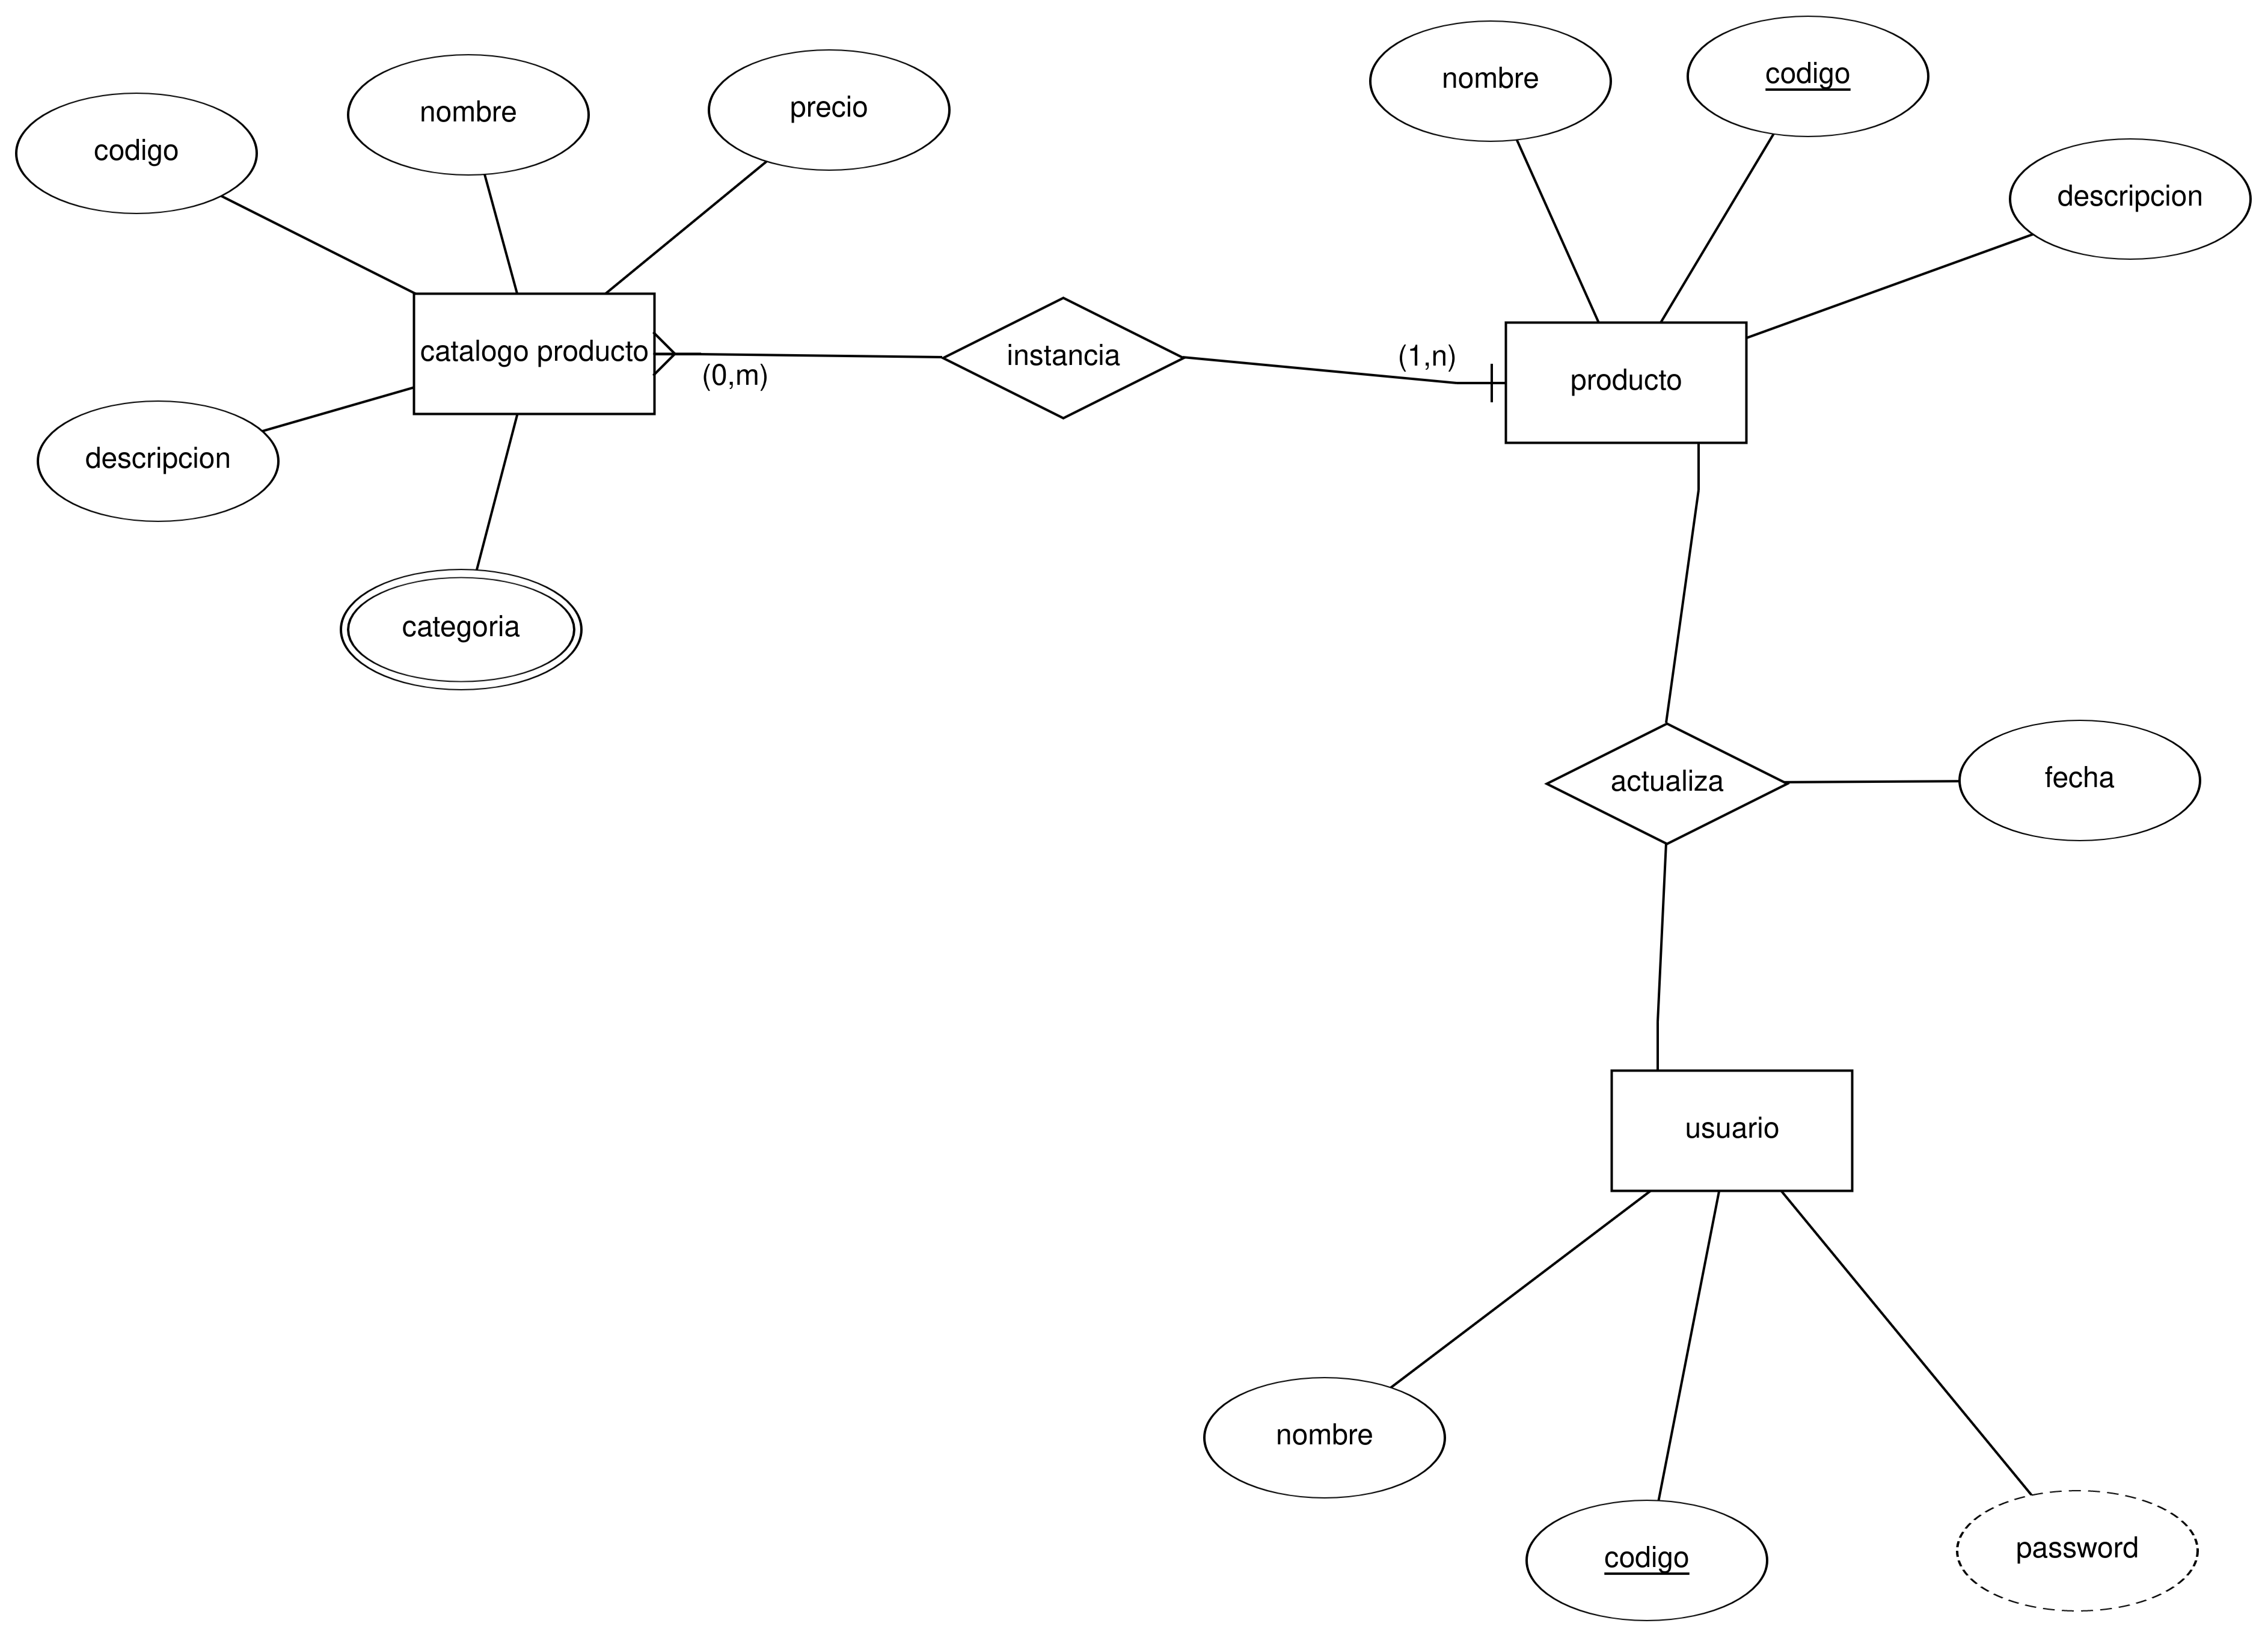 codigo
nombre
precio
nombre
codigo
descripcion
catalogo producto
(0,m)
instancia
(1,n)
producto
descripcion
categoria
actualiza
fecha
usuario
nombre
codigo
password